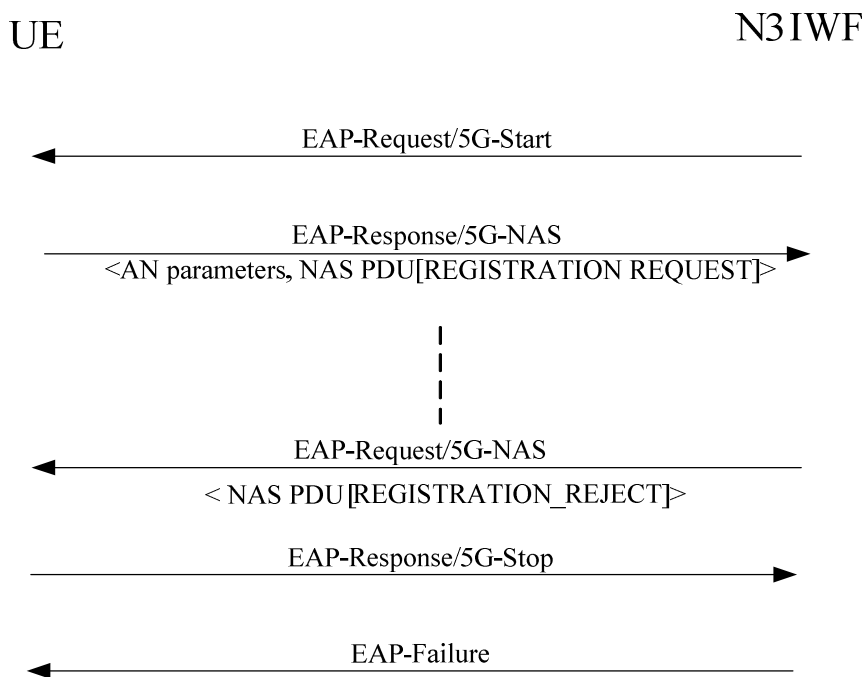 UE
N3IWF
EAP-Request/5G-Start
EAP-Response/5G-NAS
<AN parameters, NAS PDU[REGISTRATION REQUEST]>
EAP-Request/5G-NAS
< NAS PDU[REGISTRATION_REJECT]>
EAP-Response/5G-Stop
EAP-Failure